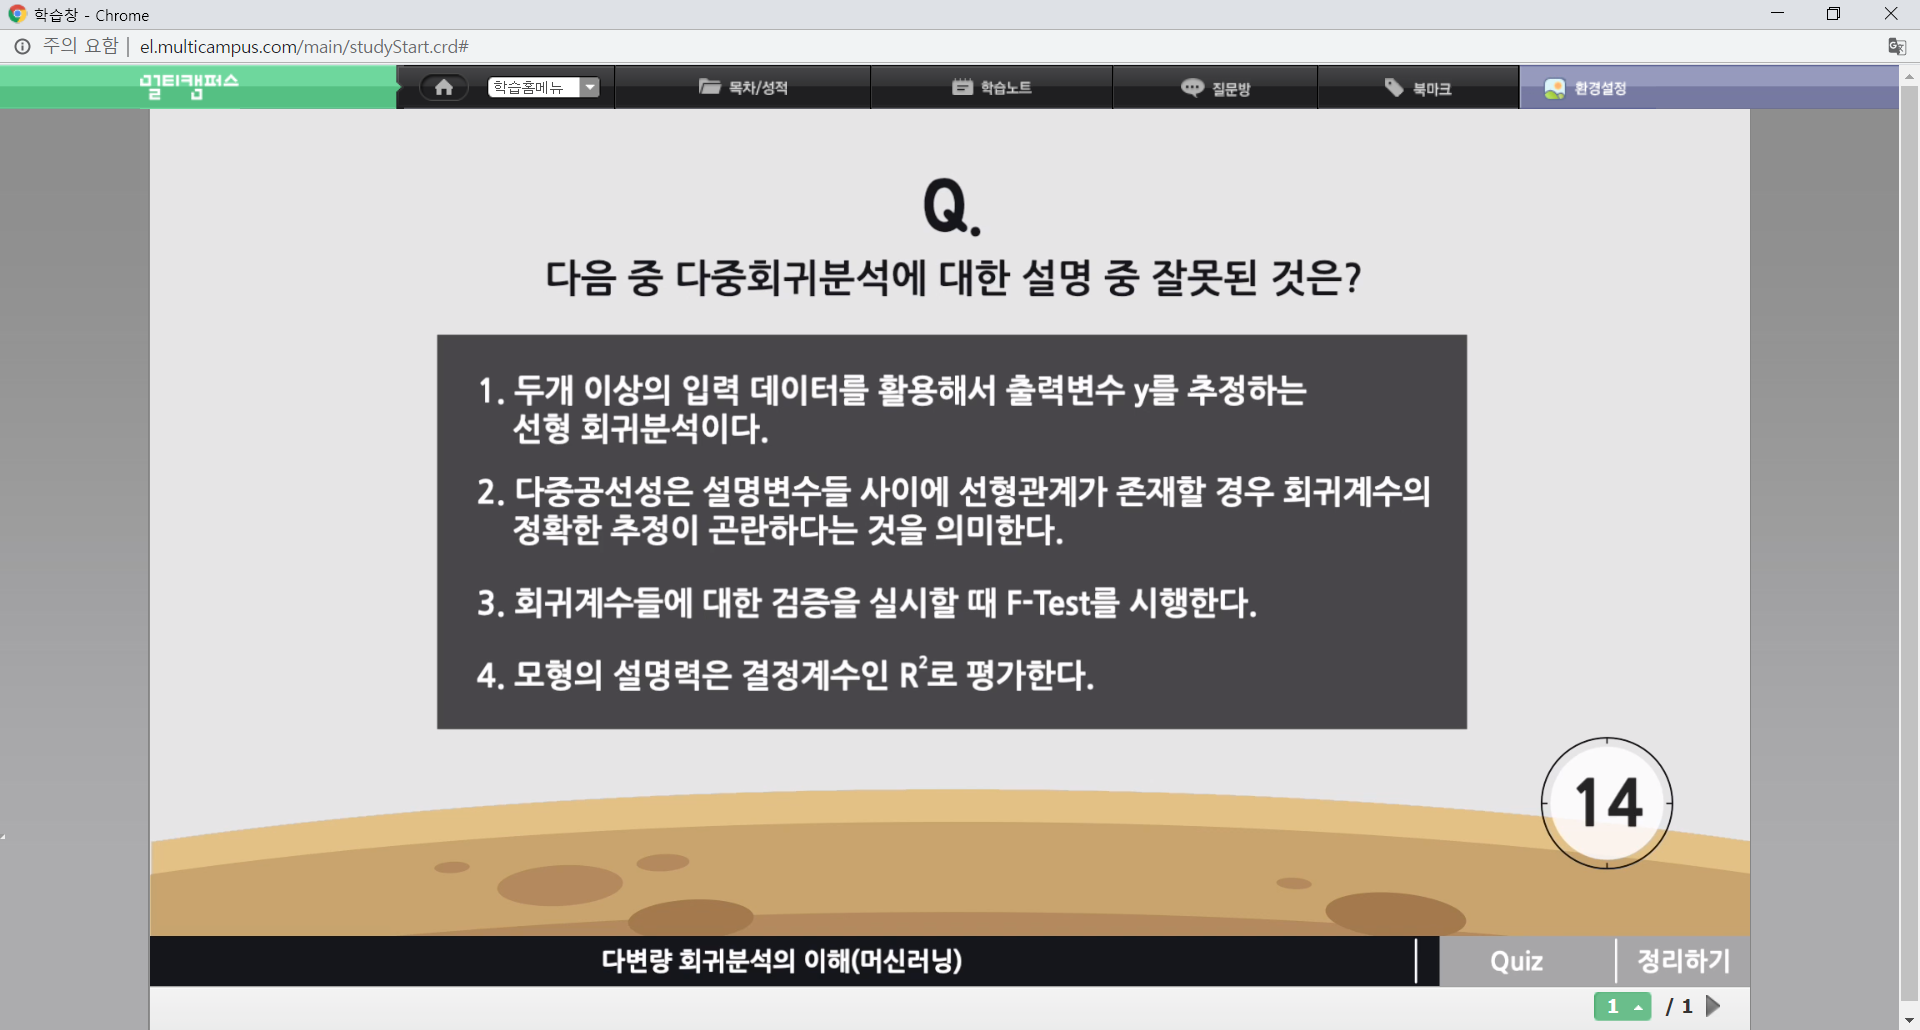 학습창 - Chrome
주의 요함 | el.multicampus.com/main/studyStart.crd#
멀티캠퍼스
학습홈메뉴
목차/성적
학습노트
질문방
북마크
환경설정
Q.
다음 중 다중회귀분석에 대한 설명 중 잘못된 것은?
1. 두개 이상의 입력 데이터를 활용해서 출력변수 y를 추정하는
선형 회귀분석이다.
2. 다중공선성은 설명변수들 사이에 선형관계가 존재할 경우 회귀계수의
정확한 추정이 곤란하다는 것을 의미한다.
3. 회귀계수들에 대한 검증을 실시할 때 F-Test를 시행한다.
4. 모형의 설명력은 결정계수인 R²로 평가한다.
14
다변량 회귀분석의 이해(머신러닝)
Quiz
정리하기
1 / 1